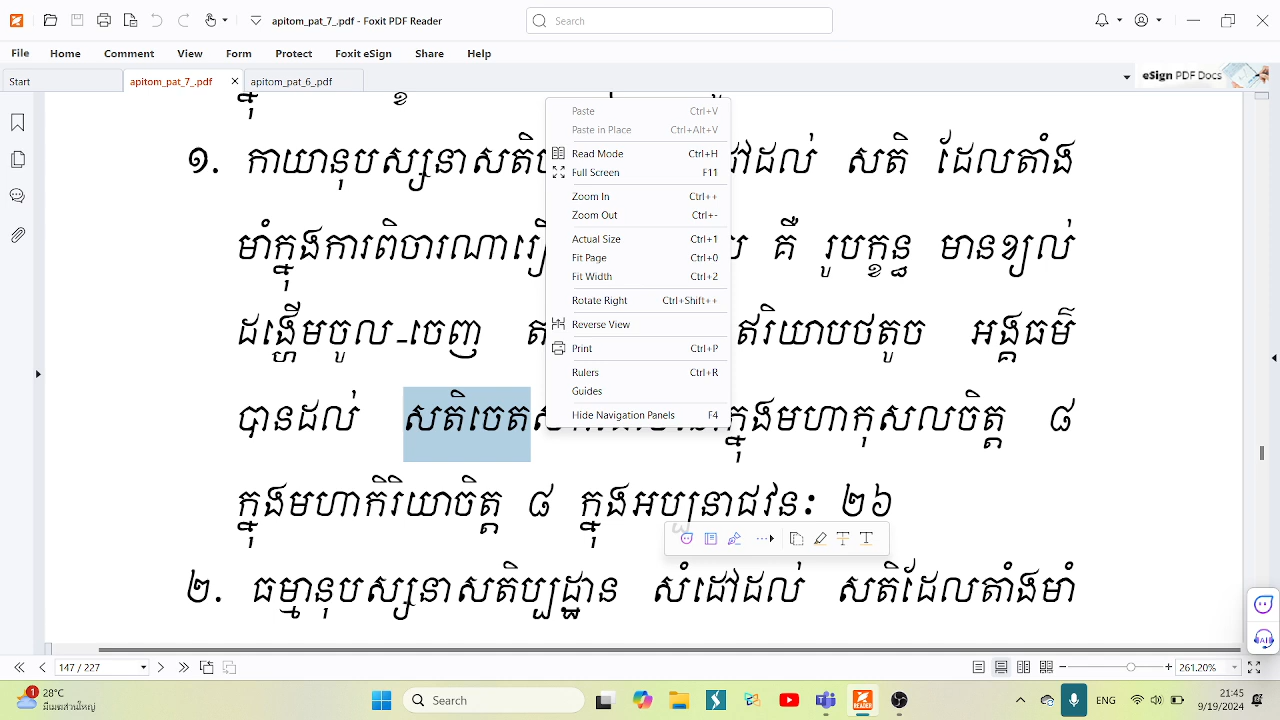 apitom_pat_7_.pdf - Foxit PDF Reader
Search
File Home Comment View Form Protect Foxit eSign Share Help
Start apitom_pat_7_.pdf apitom_pat_6_.pdf eSign PDF Docs
១. កាយានុបស្សនាសតិ ដល់ សតិ ដែលតាំង
មាំក្នុងការពិចារណា គឺ រូបក្ខន្ធ មានខ្យល់
ដង្ហើមចូល-ចេញ ឥរិយាបថតូច អង្គធម៌
បានដល់ សតិចេត ក្នុងមហាកុសលចិត្ត ៨
ក្នុងមហាកិរិយាចិត្ត ៨ ក្នុងអប្បនាជវនៈ ២៦
២. ធម្មានុបស្សនាសតិប្បដ្ឋាន សំដៅដល់ សតិដែលតាំងមាំ
Paste Ctrl+V
Paste in Place Ctrl+Alt+V
Read Mode Ctrl+H
Full Screen F11
Zoom In Ctrl++
Zoom Out Ctrl+-
Actual Size Ctrl+1
Fit Page Ctrl+0
Fit Width Ctrl+2
Rotate Right Ctrl+Shift++
Reverse View
Print Ctrl+P
Rulers Ctrl+R
Guides
Hide Navigation Panels F4
147 / 227 261.20%
1 28°C Search ENG 21:45
9/19/2024